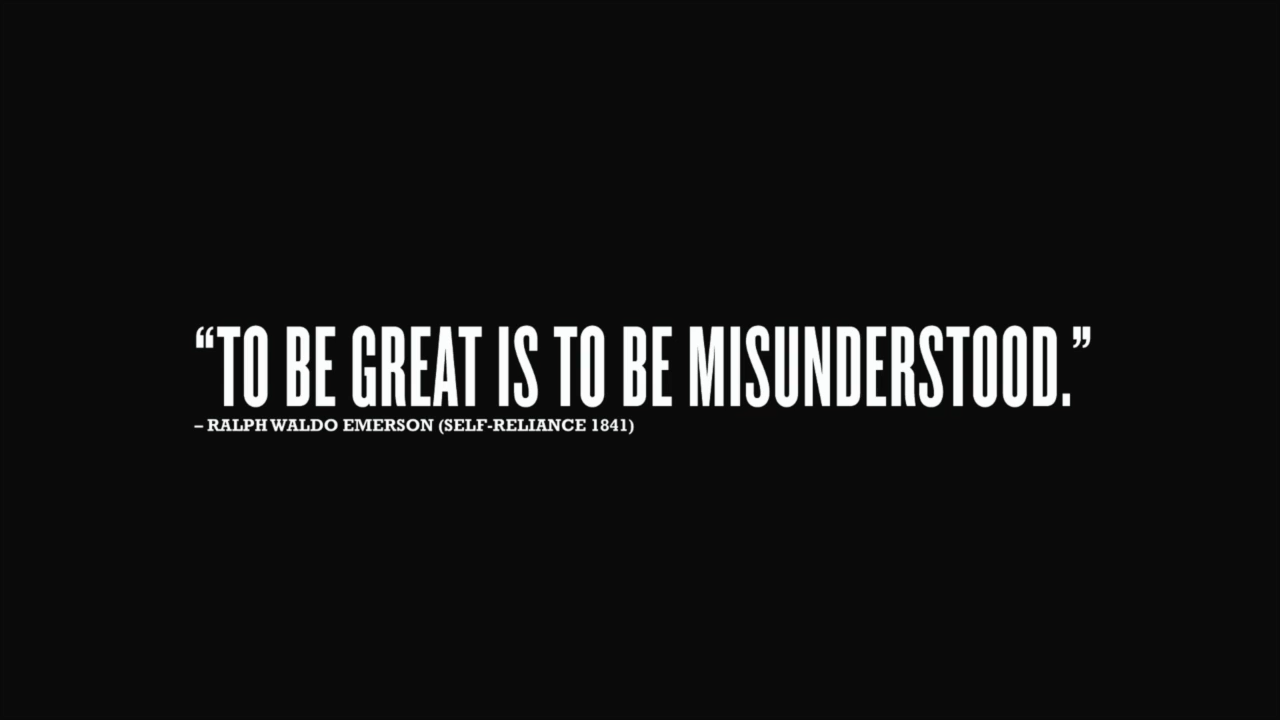 “TO BE GREAT IS TO BE MISUNDERSTOOD.”
– RALPH WALDO EMERSON (SELF-RELIANCE 1841)